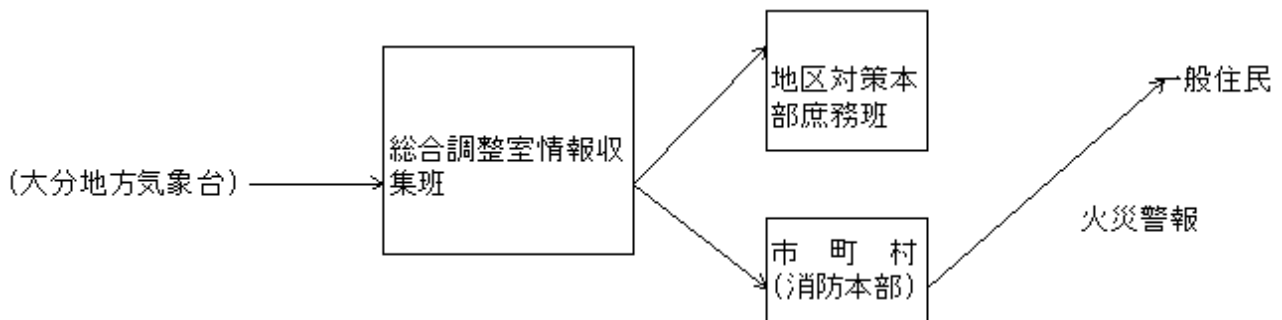 (大分地方気象台)
総合調整室情報収
集班
地区対策本
部庶務班
市 町 村
(消防本部)
一般住民
火災警報